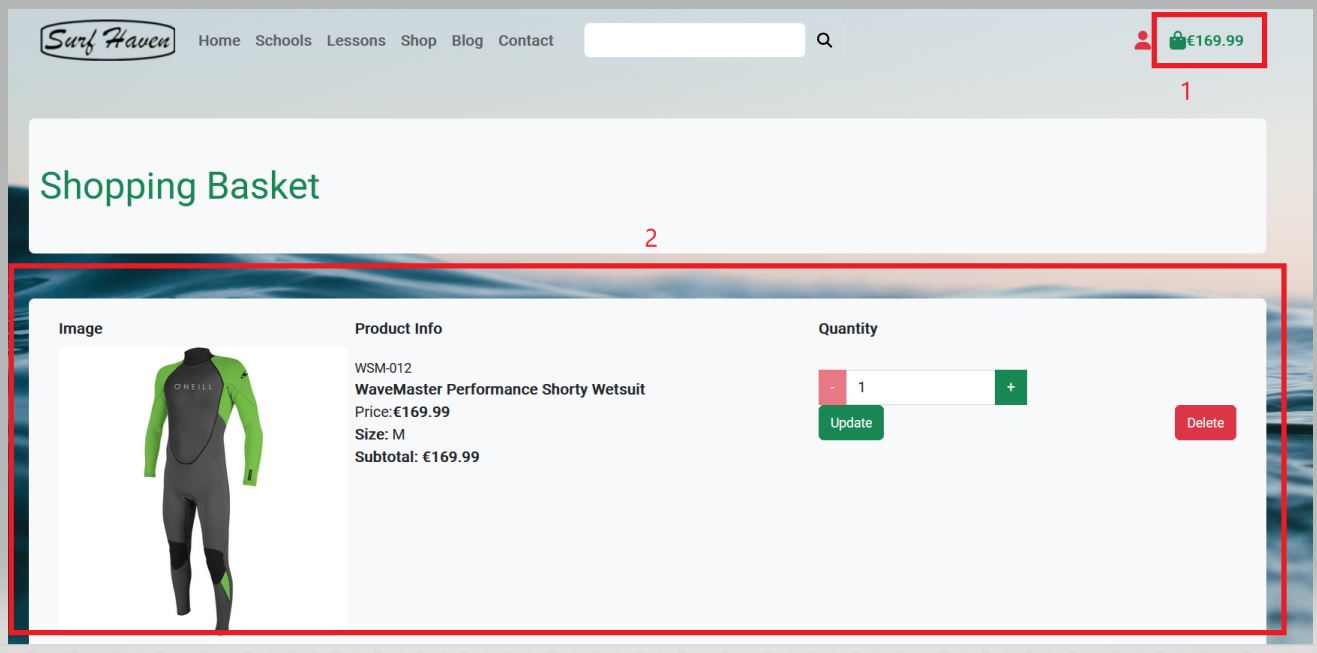 Surf Haven Home Schools Lessons Shop Blog Contact €169.99
1
Shopping Basket
2
Image Product Info Quantity
WSM-012
WaveMaster Performance Shorty Wetsuit
Price:€169.99
Size: M
Subtotal: €169.99
O'NEILL
- 1 +
Update Delete